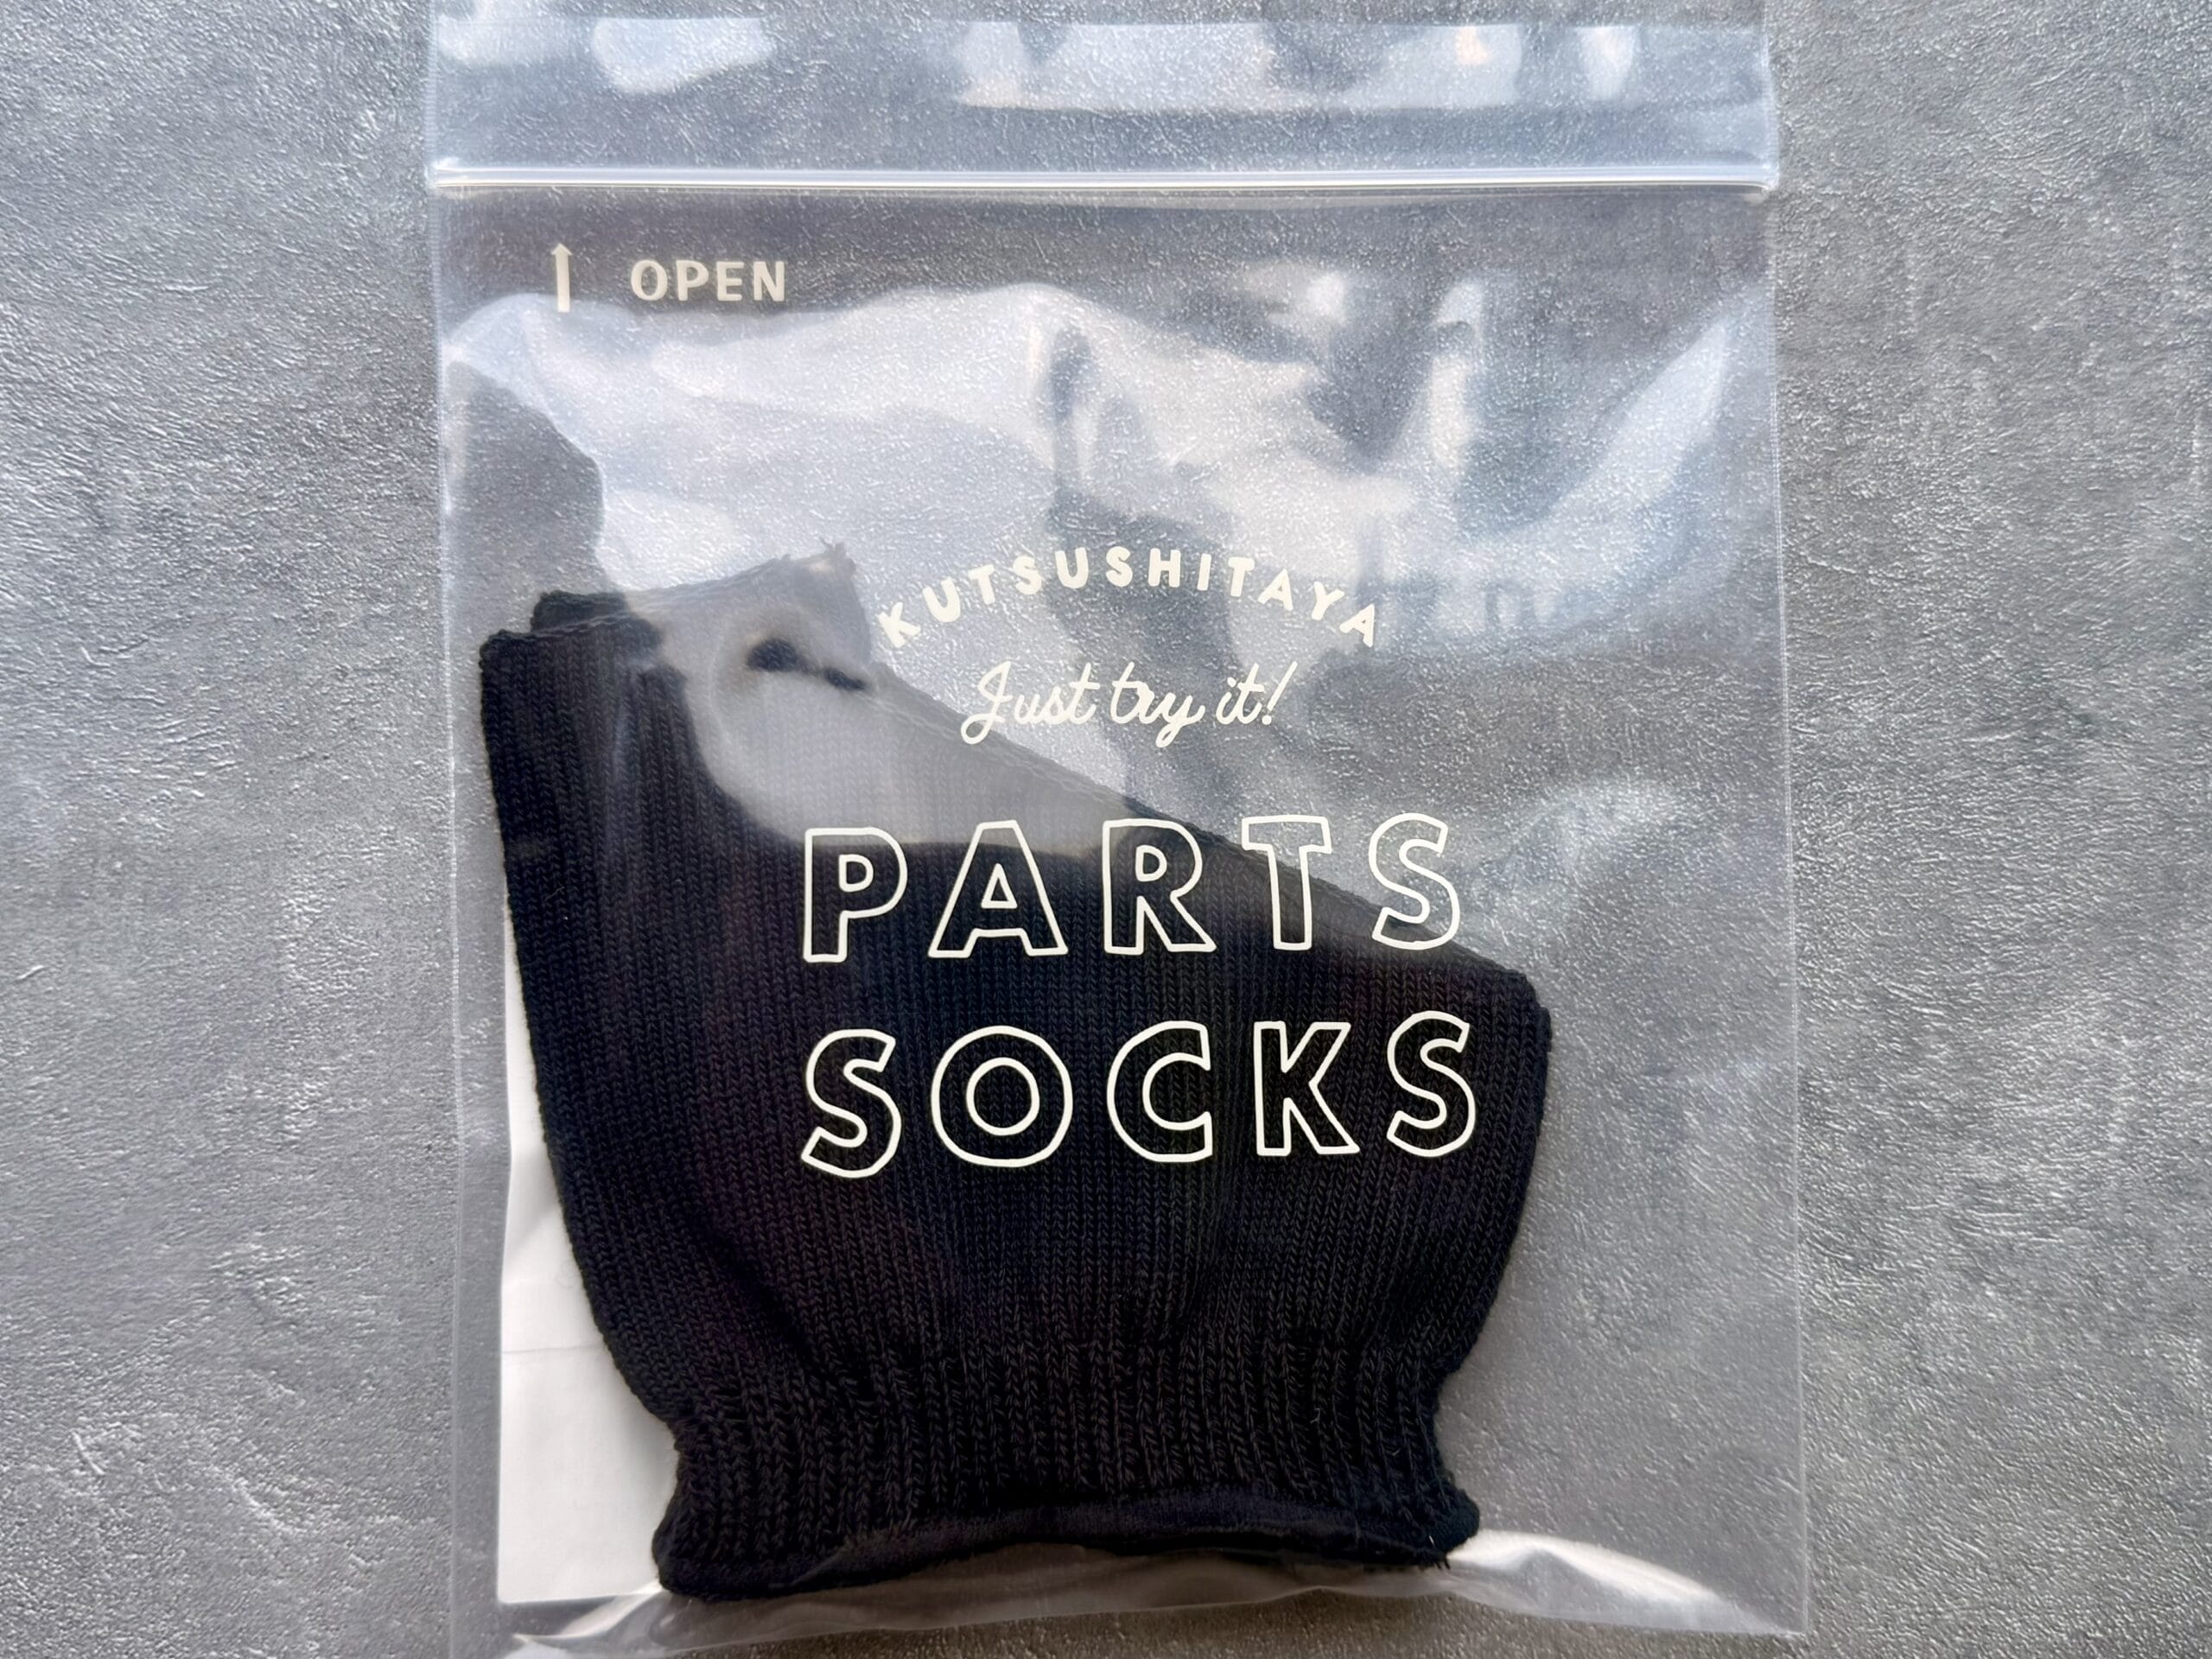 ↑ OPEN
KUTSUSHITAYA
Just try it!
PARTS
SOCKS